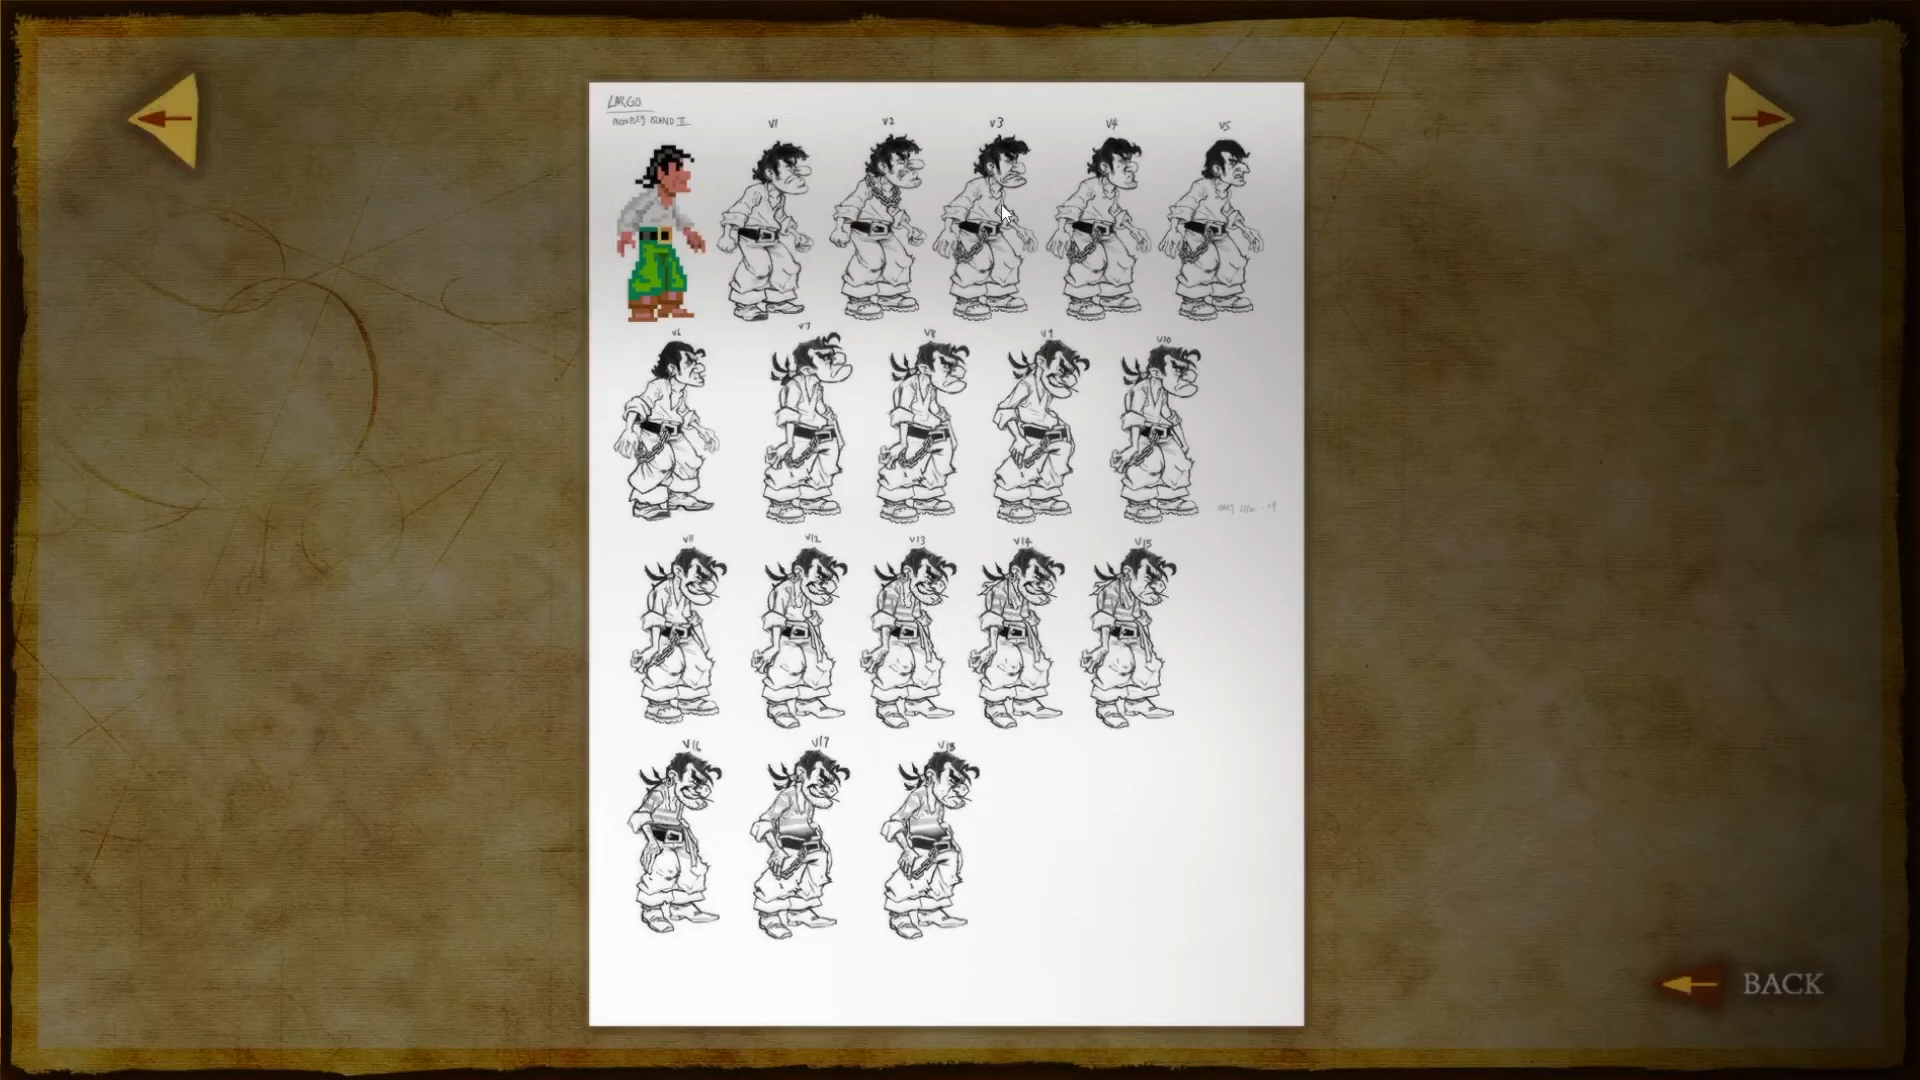 LARGO
MONKEY ISLAND II
V1 V2 V3 V4 V5
V6 V7 V8 V9 V10
V11 V12 V13 V14 V15
V16 V17 V18
BACK